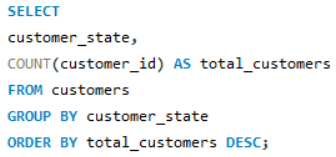 SELECT
customer_state,
COUNT(customer_id) AS total_customers
FROM customers
GROUP BY customer_state
ORDER BY total_customers DESC;